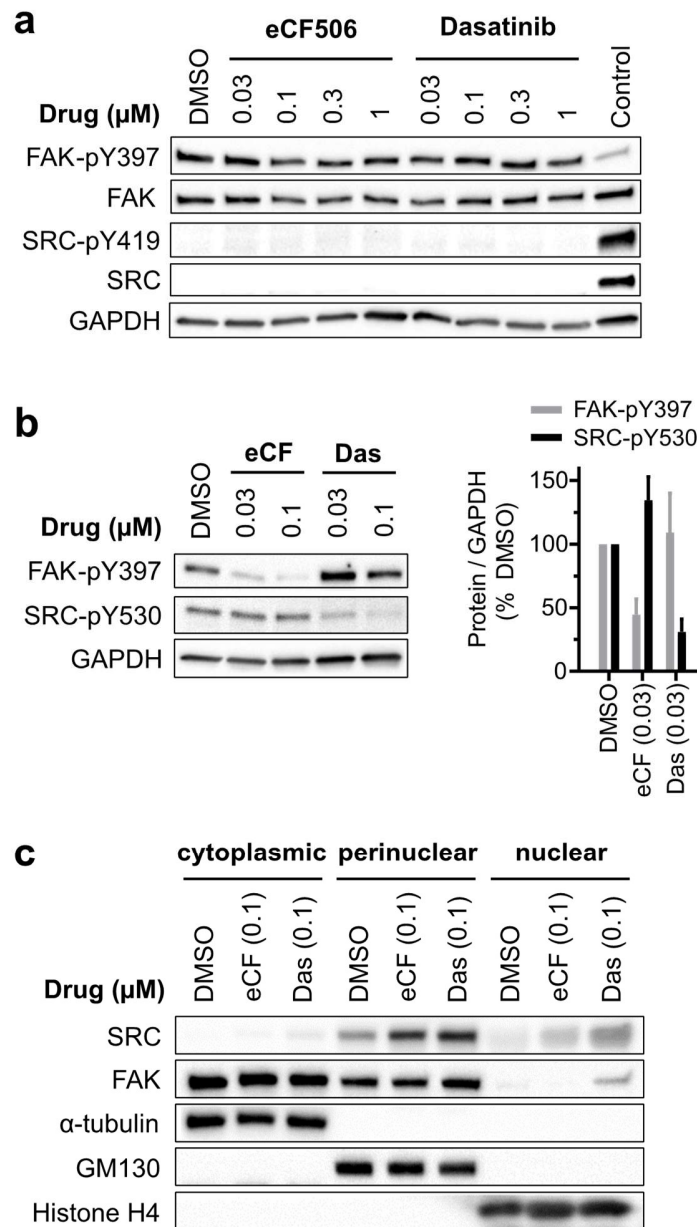 a
eCF506 Dasatinib
Drug (µM) DMSO 0.03 0.1 0.3 1 0.03 0.1 0.3 1 Control
FAK-pY397
FAK
SRC-pY419
SRC
GAPDH
b
eCF Das
Drug (µM) DMSO 0.03 0.1 0.03 0.1
FAK-pY397
SRC-pY530
GAPDH
FAK-pY397
SRC-pY530
Protein / GAPDH
(% DMSO)
150
100
50
0
DMSO
eCF (0.03)
Das (0.03)
c
cytoplasmic perinuclear nuclear
Drug (µM) DMSO eCF (0.1) Das (0.1) DMSO eCF (0.1) Das (0.1) DMSO eCF (0.1) Das (0.1)
SRC
FAK
α-tubulin
GM130
Histone H4